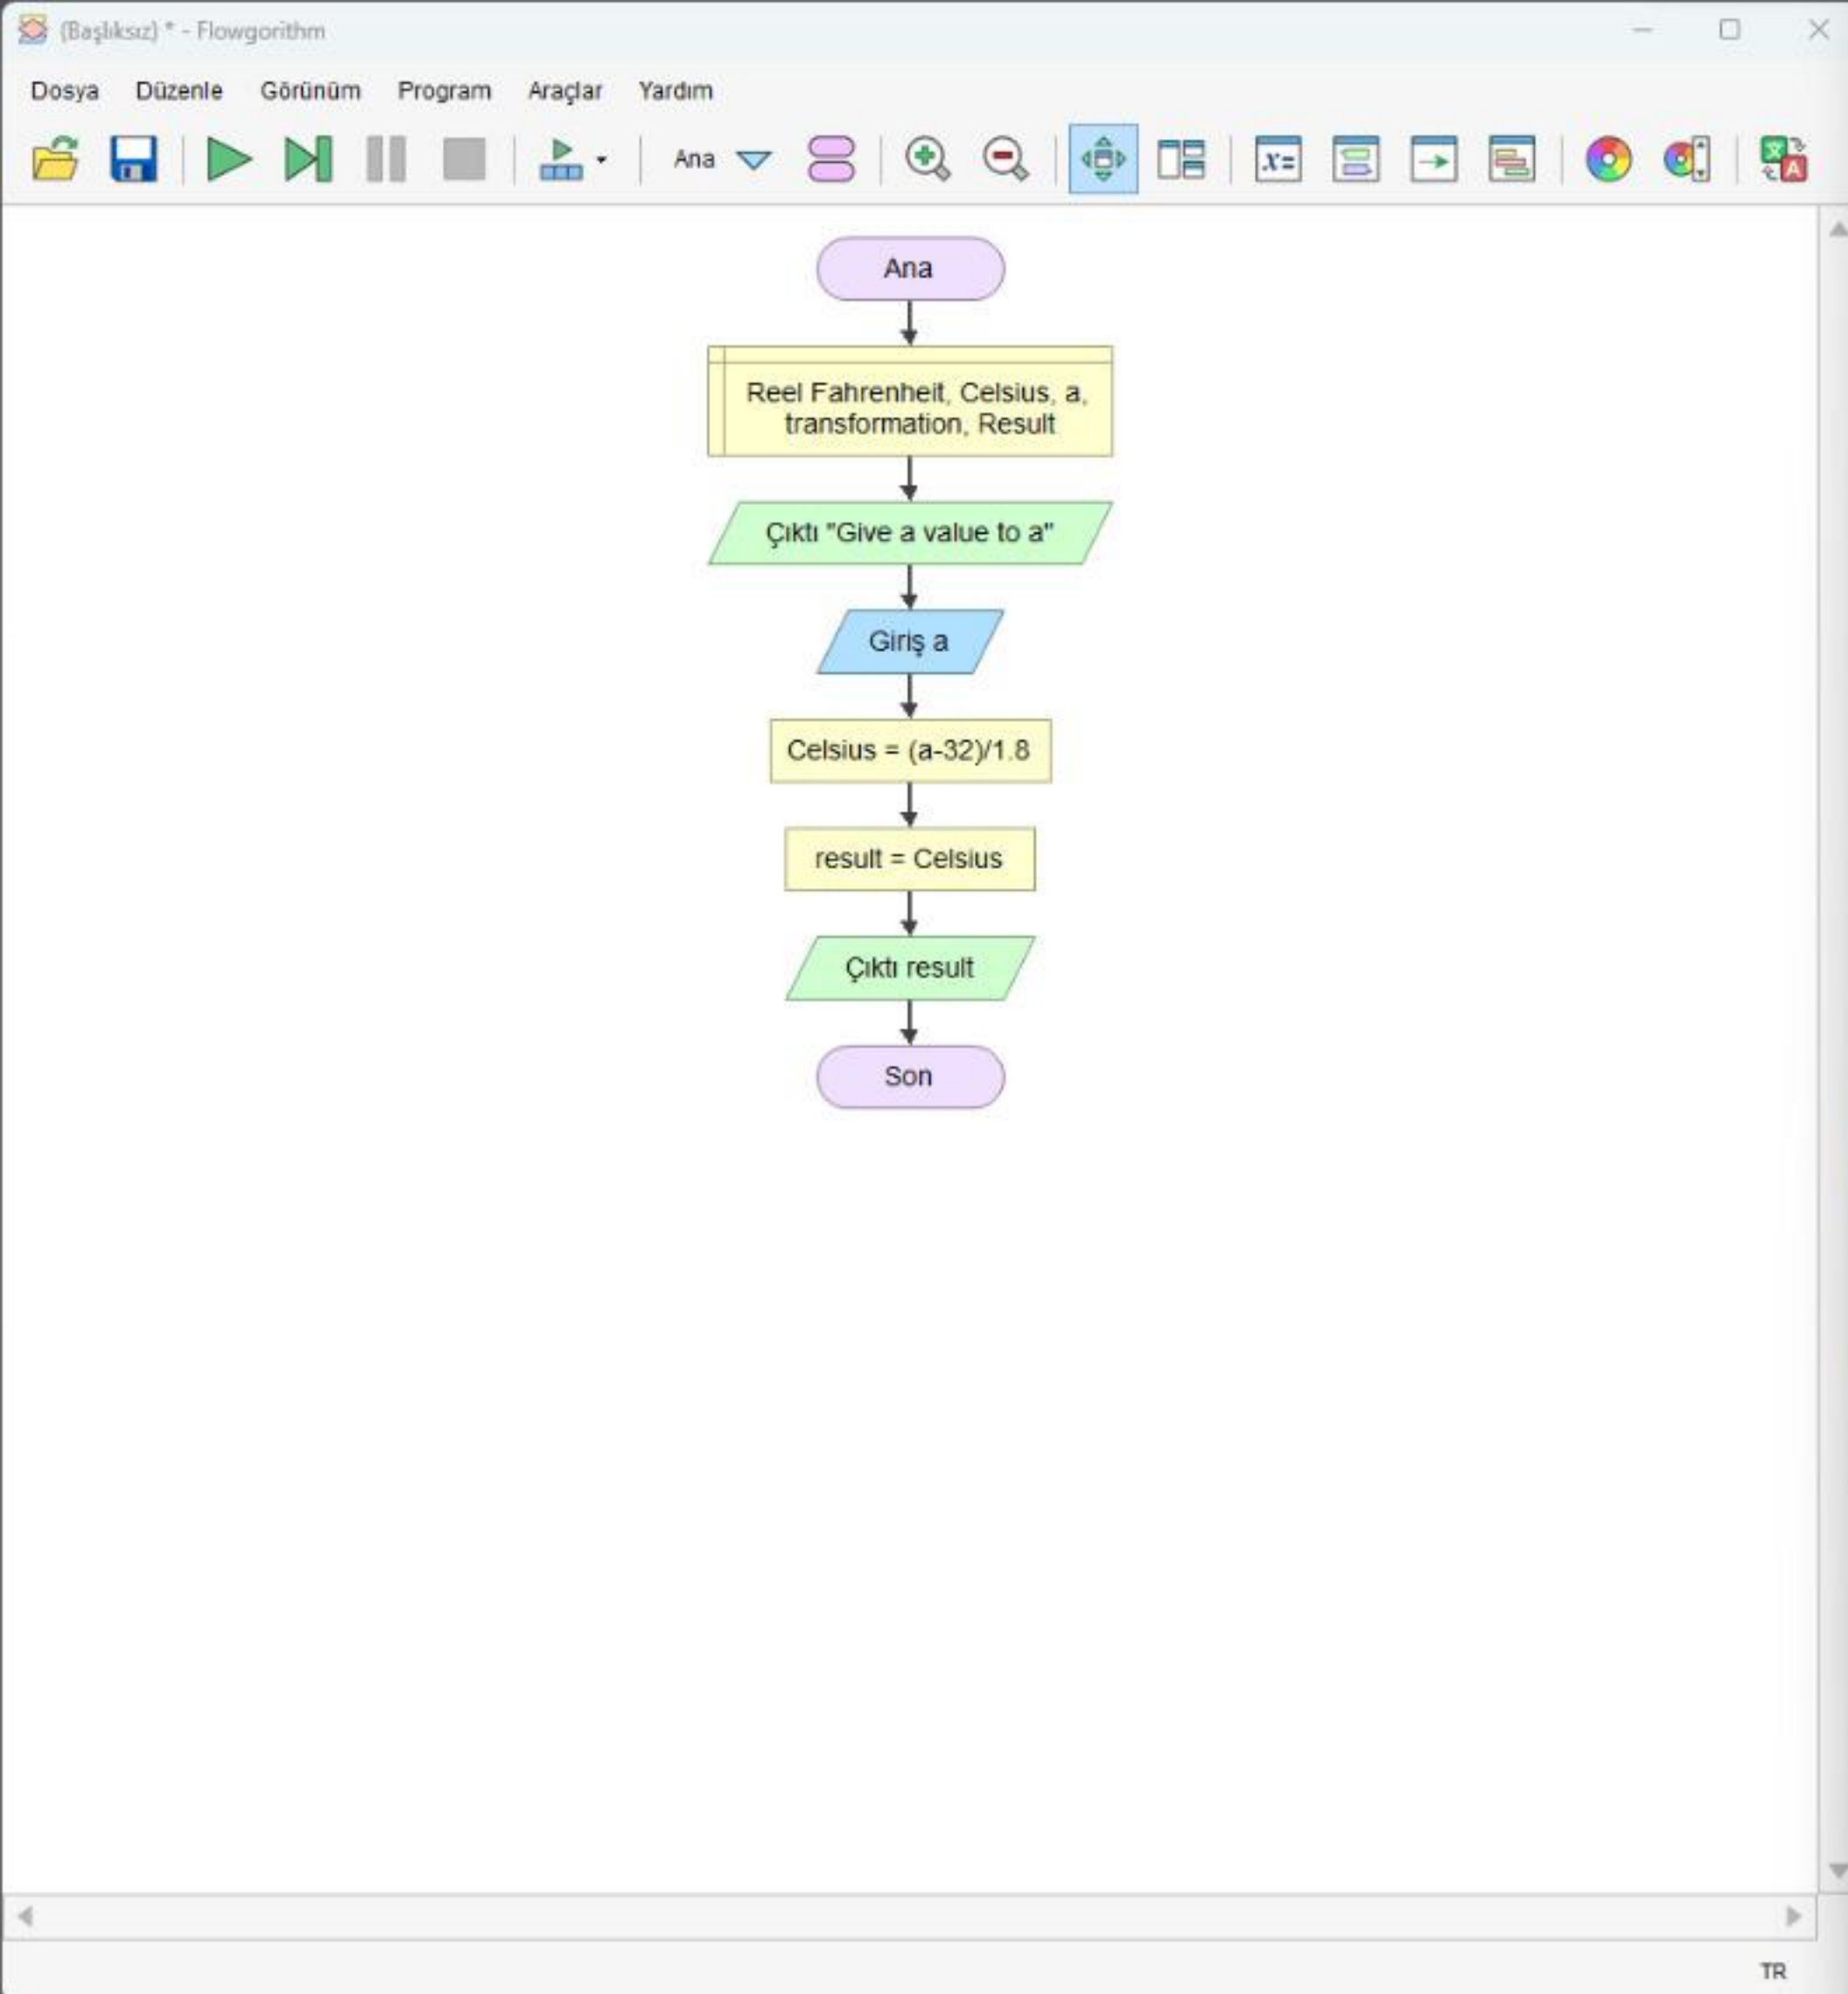 (Başlıksız) * - Flowgorithm
Dosya Düzenle Görünüm Program Araçlar Yardım
Ana x= A
Ana
Reel Fahrenheit, Celsius, a,
transformation, Result
Çıktı "Give a value to a"
Giriş a
Celsius = (a-32)/1.8
result = Celsius
Çıktı result
Son
TR